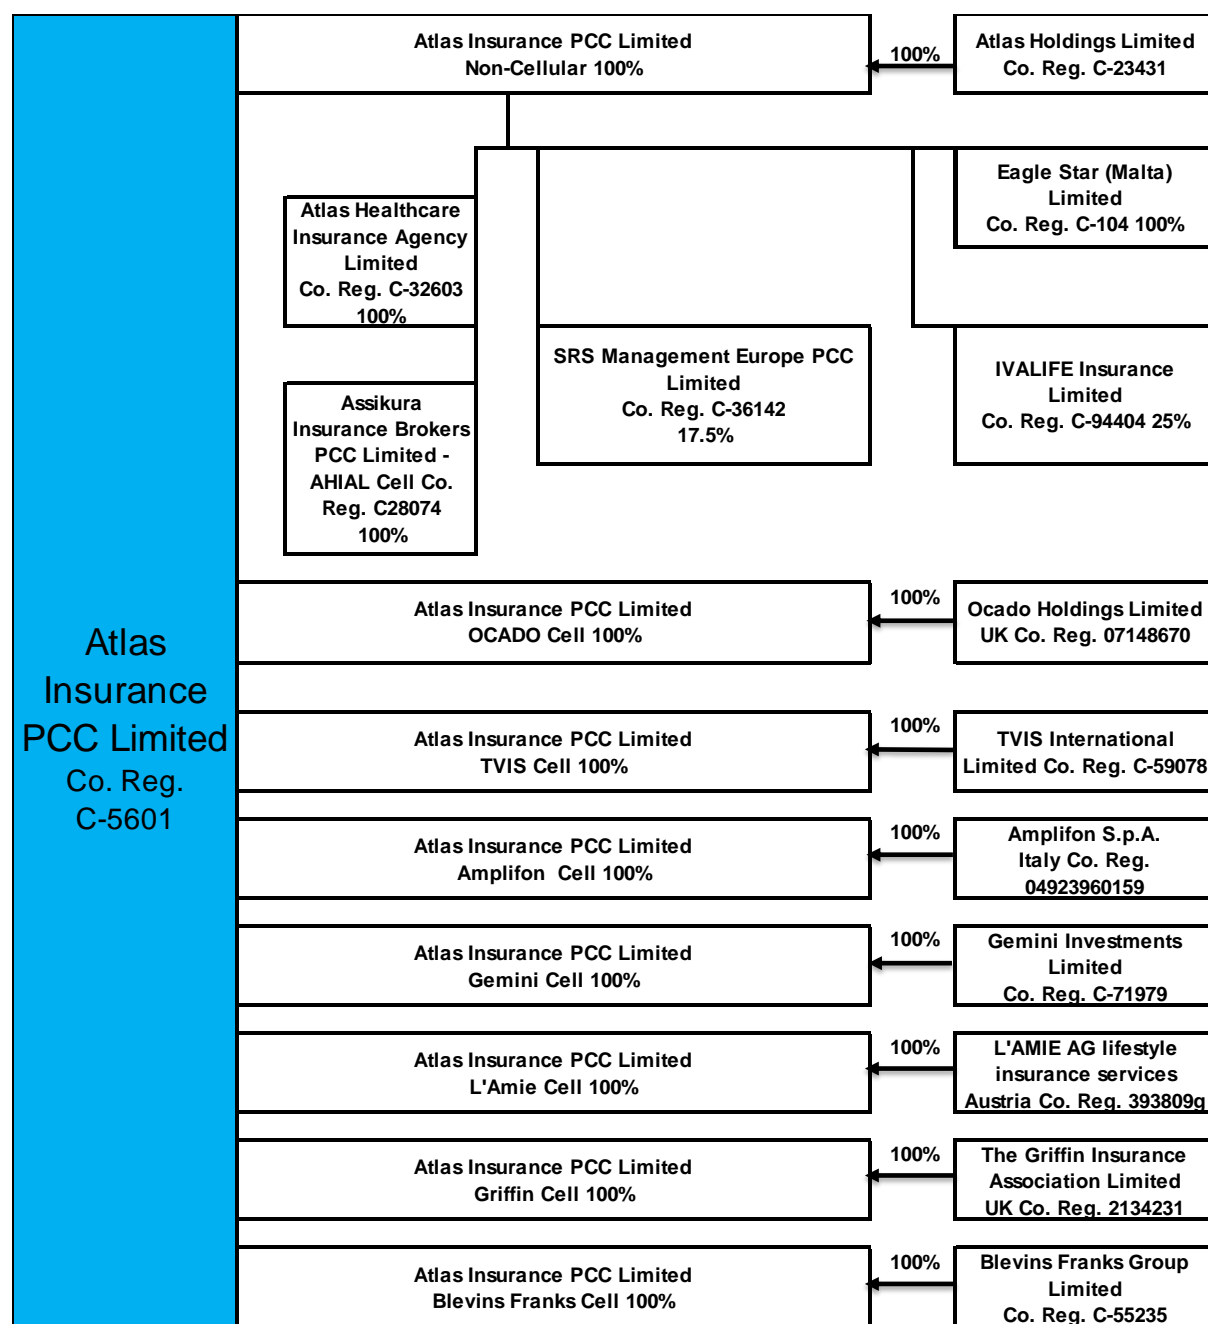 Atlas
Insurance
PCC Limited
Co. Reg.
C-5601
Atlas Insurance PCC Limited
Non-Cellular 100%
100%
Atlas Holdings Limited
Co. Reg. C-23431
Eagle Star (Malta)
Limited
Co. Reg. C-104 100%
Atlas Healthcare
Insurance Agency
Limited
Co. Reg. C-32603
100%
SRS Management Europe PCC
Limited
Co. Reg. C-36142
17.5%
IVALIFE Insurance
Limited
Co. Reg. C-94404 25%
Assikura
Insurance Brokers
PCC Limited -
AHIAL Cell Co.
Reg. C28074
100%
Atlas Insurance PCC Limited
OCADO Cell 100%
100%
Ocado Holdings Limited
UK Co. Reg. 07148670
Atlas Insurance PCC Limited
TVIS Cell 100%
100%
TVIS International
Limited Co. Reg. C-59078
Atlas Insurance PCC Limited
Amplifon  Cell 100%
100%
Amplifon S.p.A.
Italy Co. Reg.
04923960159
Atlas Insurance PCC Limited
Gemini Cell 100%
100%
Gemini Investments
Limited
Co. Reg. C-71979
Atlas Insurance PCC Limited
L'Amie Cell 100%
100%
L'AMIE AG lifestyle
insurance services
Austria Co. Reg. 393809g
Atlas Insurance PCC Limited
Griffin Cell 100%
100%
The Griffin Insurance
Association Limited
UK Co. Reg. 2134231
Atlas Insurance PCC Limited
Blevins Franks Cell 100%
100%
Blevins Franks Group
Limited
Co. Reg. C-55235